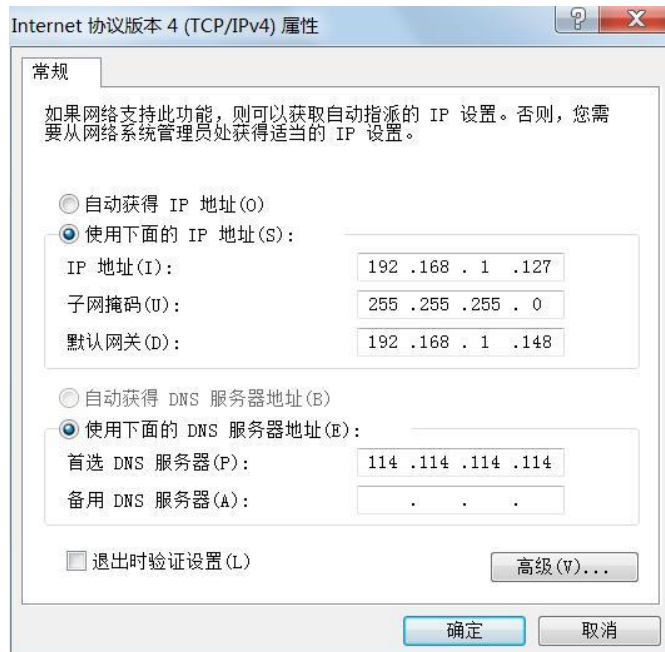 Internet 协议版本 4 (TCP/IPv4) 属性
常规
如果网络支持此功能，则可以获取自动指派的 IP 设置。否则，您需
要从网络系统管理员处获得适当的 IP 设置。
自动获得 IP 地址(O)
使用下面的 IP 地址(S):
IP 地址(I): 192 .168 . 1 .127
子网掩码(U): 255 .255 .255 . 0
默认网关(D): 192 .168 . 1 .148
自动获得 DNS 服务器地址(B)
使用下面的 DNS 服务器地址(E):
首选 DNS 服务器(P): 114 .114 .114 .114
备用 DNS 服务器(A): . . .
退出时验证设置(L)
高级(V)...
确定 取消